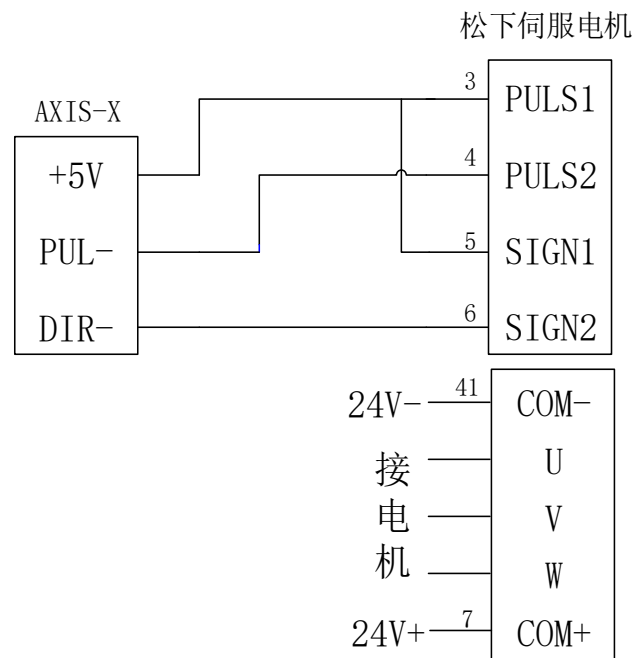 松下伺服电机
AXIS-X
+5V
PUL-
DIR-
3
4
5
6
PULS1
PULS2
SIGN1
SIGN2
24V- 41 COM-
接电机
U
V
W
24V+ 7 COM+